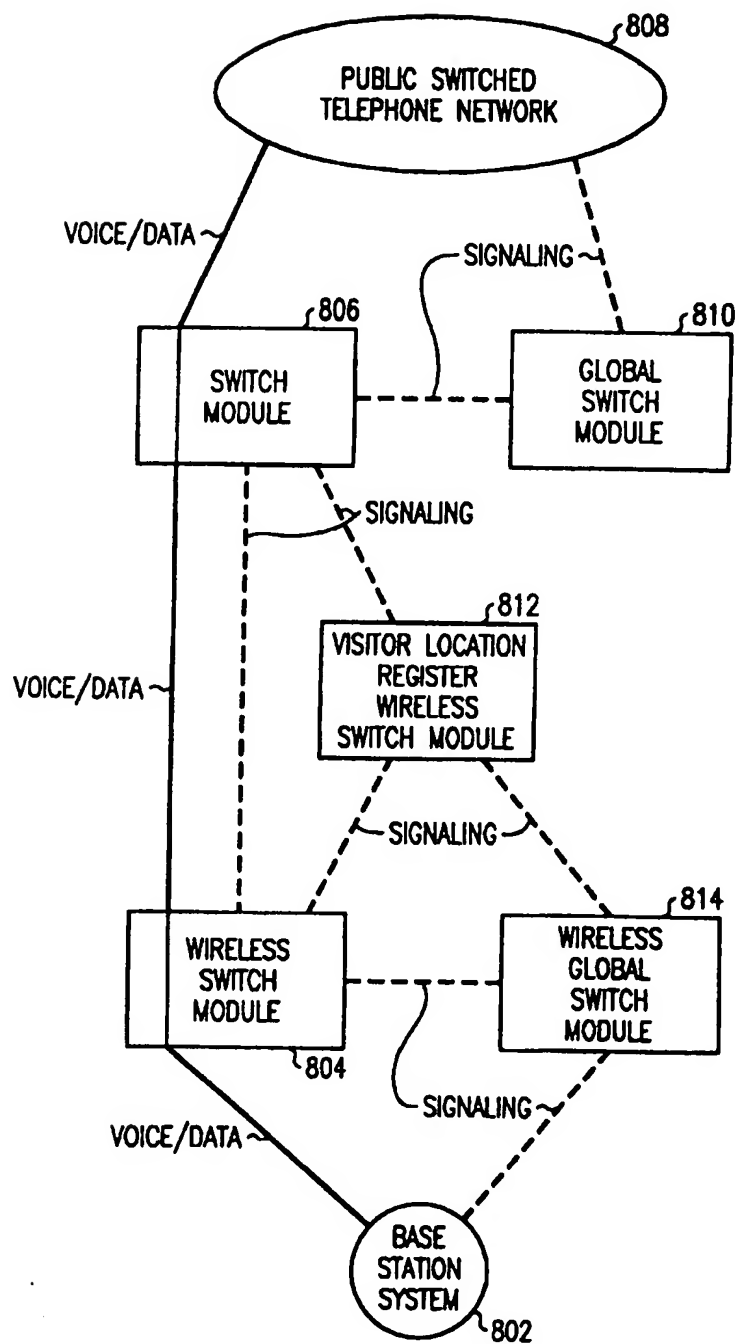 808
PUBLIC SWITCHED
TELEPHONE NETWORK
VOICE/DATA
SIGNALING
806
810
SWITCH
MODULE
GLOBAL
SWITCH
MODULE
SIGNALING
812
VISITOR LOCATION
REGISTER
WIRELESS
SWITCH MODULE
VOICE/DATA
SIGNALING
814
WIRELESS
SWITCH
MODULE
WIRELESS
GLOBAL
SWITCH
MODULE
804
SIGNALING
VOICE/DATA
BASE
STATION
SYSTEM
802